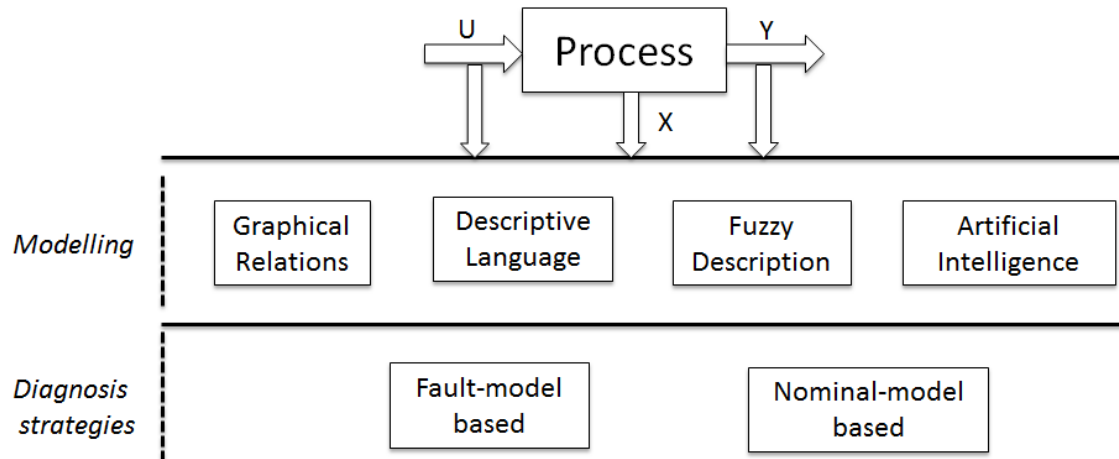 U
Process
Y
X
Modelling
Graphical
Relations
Descriptive
Language
Fuzzy
Description
Artificial
Intelligence
Diagnosis
strategies
Fault-model
based
Nominal-model
based